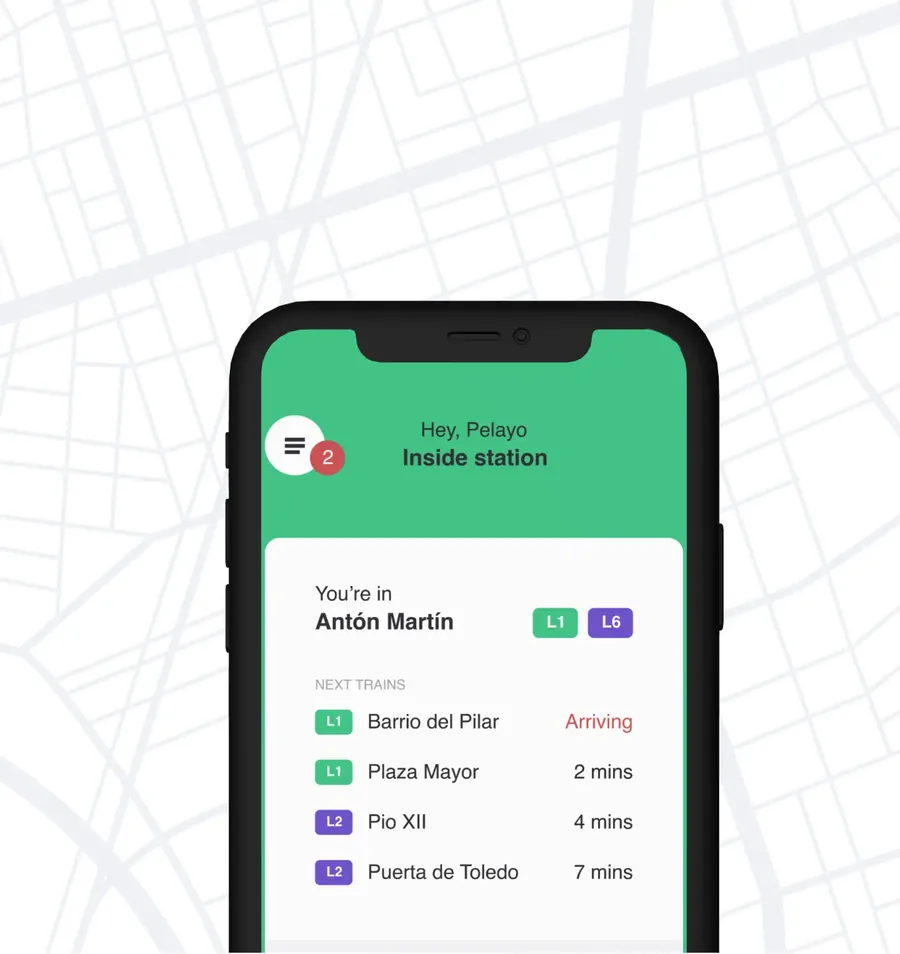 Hey, Pelayo
2
Inside station
You’re in
Antón Martín
L1 L6
NEXT TRAINS
L1 Barrio del Pilar Arriving
L1 Plaza Mayor 2 mins
L2 Pio XII 4 mins
L2 Puerta de Toledo 7 mins